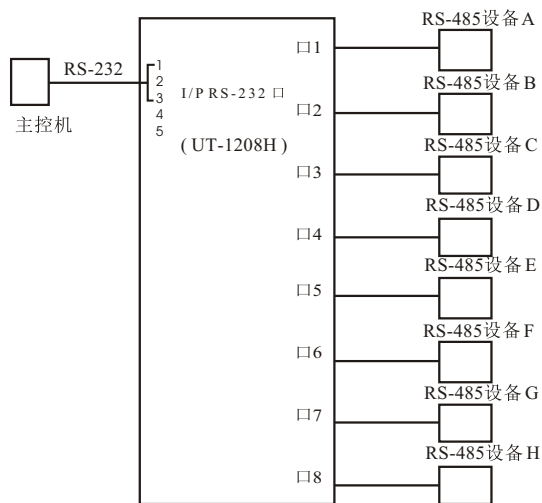 RS-485设备A
口1
RS-232
1
2
3
4
5
I/P RS-232 口
主控机
RS-485设备B
口2
(UT-1208H)
RS-485设备C
口3
RS-485设备D
口4
RS-485设备E
口5
RS-485设备F
口6
RS-485设备G
口7
RS-485设备H
口8